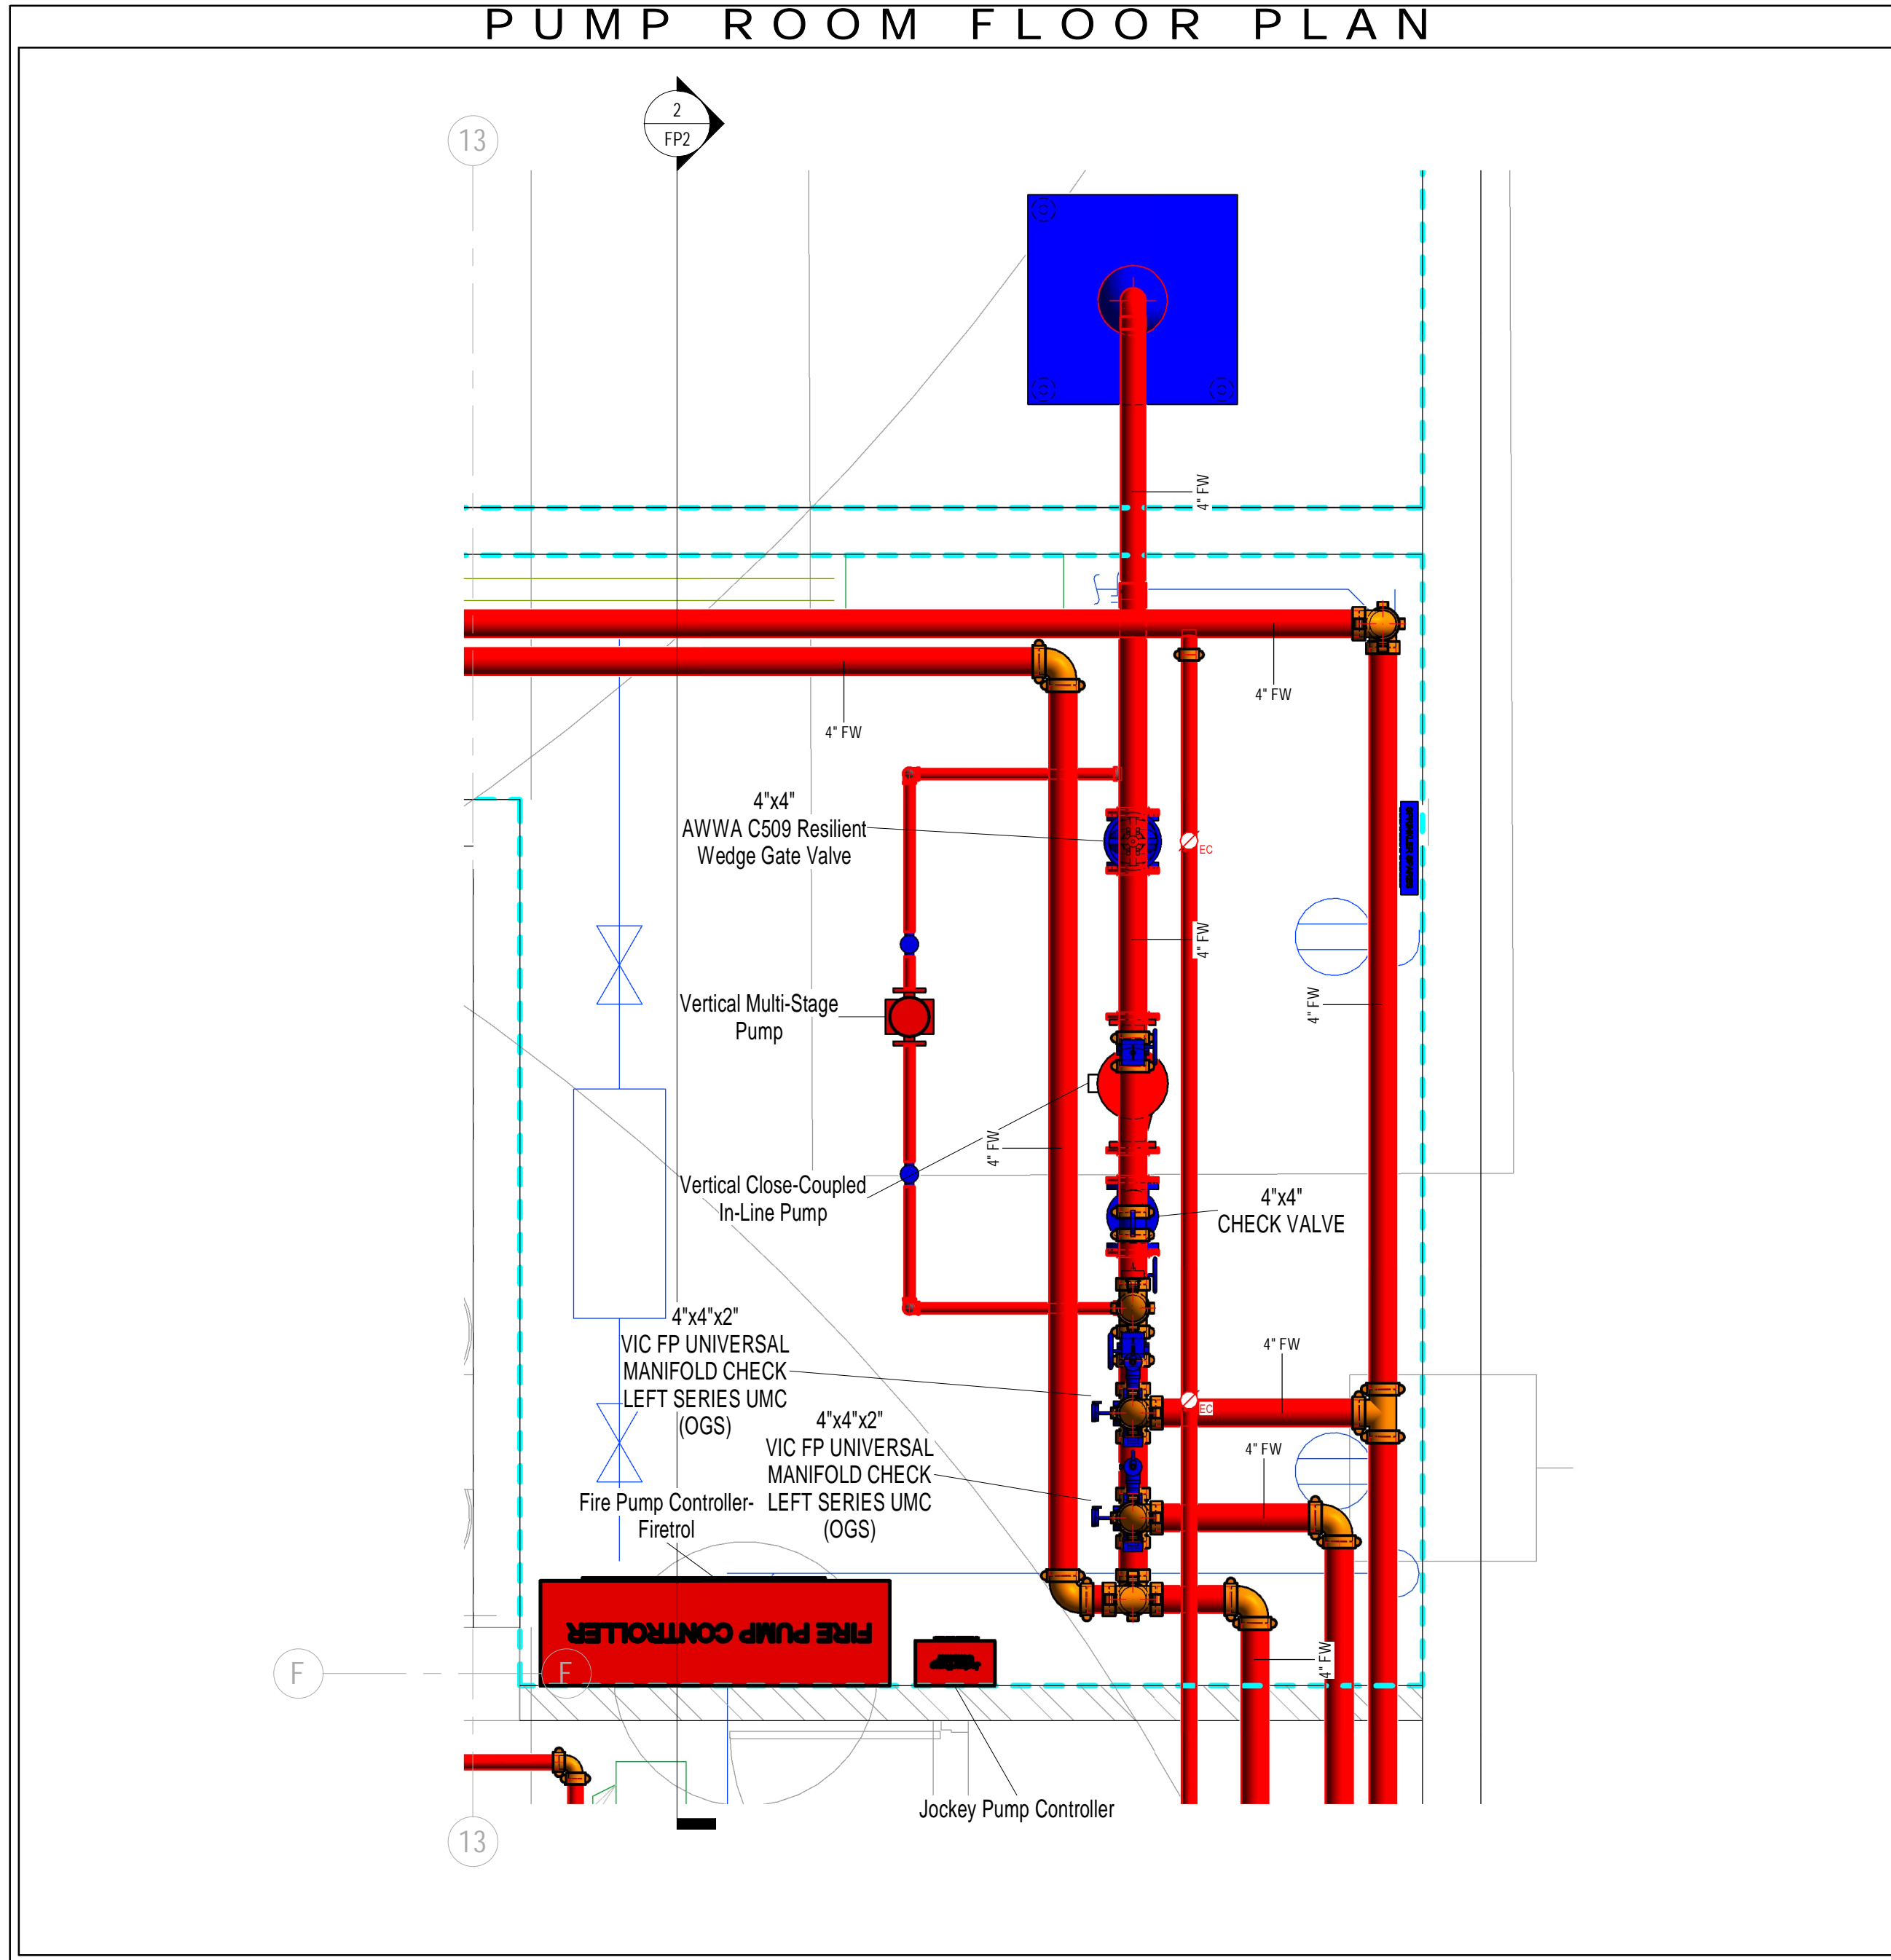 PUMP ROOM FLOOR PLAN
2
FP2
13
4" FW
4" FW
4" FW
4"x4"
AWWA C509 Resilient
Wedge Gate Valve
EC
SPRINKLER SPARES
4" FW
4" FW
Vertical Multi-Stage
Pump
4" FW
Vertical Close-Coupled
In-Line Pump
4"x4"
CHECK VALVE
4"x4"x2"
VIC FP UNIVERSAL
MANIFOLD CHECK
LEFT SERIES UMC
(OGS)
4" FW
EC
4"x4"x2"
VIC FP UNIVERSAL
MANIFOLD CHECK
LEFT SERIES UMC
(OGS)
4" FW
Fire Pump Controller-
Firetrol
FIRE PUMP CONTROLLER
4" FW
F
F
Jockey Pump Controller
13